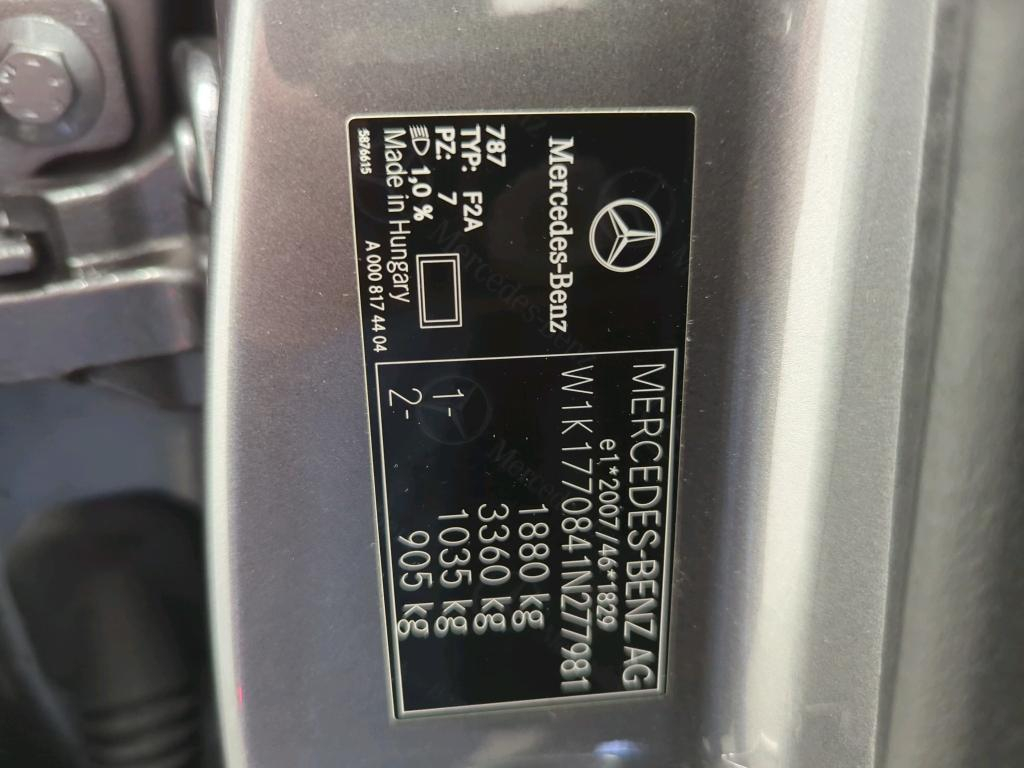 Mercedes-Benz
787
TYP: F2A
PZ: 7
1,0 %
Made in Hungary
5876615
A 000 817 44 04
MERCEDES-BENZ AG
e1*2007/46*1829
W1K1770841N277981
1880 kg
3360 kg
1- 1035 kg
2- 905 kg